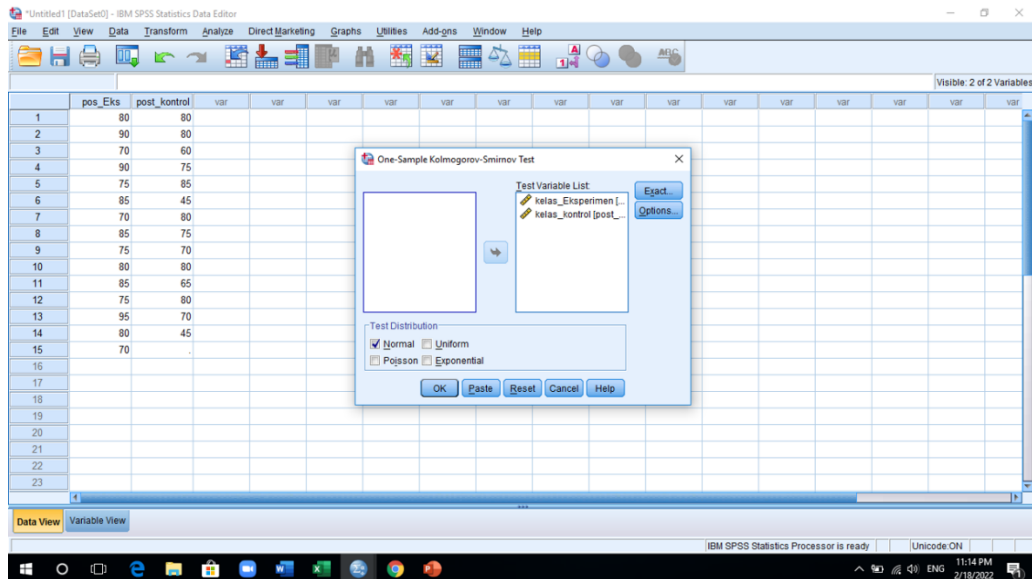 *Untitled1 [DataSet0] - IBM SPSS Statistics Data Editor
File Edit View Data Transform Analyze Direct Marketing Graphs Utilities Add-ons Window Help
Visible: 2 of 2 Variables
pos_Eks post_kontrol var var var var var var var var var var var var var var var
1 80 80
2 90 80
3 70 60
4 90 75
5 75 85
6 85 45
7 70 80
8 85 75
9 75 70
10 80 80
11 85 65
12 75 80
13 95 70
14 80 45
15 70 .
16
17
18
19
20
21
22
23
One-Sample Kolmogorov-Smirnov Test
Test Variable List:
kelas_Eksperimen [...
kelas_kontrol [post_...
Exact...
Options...
Test Distribution
Normal Uniform
Poisson Exponential
OK Paste Reset Cancel Help
Data View Variable View
IBM SPSS Statistics Processor is ready Unicode:ON
ENG 11:14 PM
2/18/2022